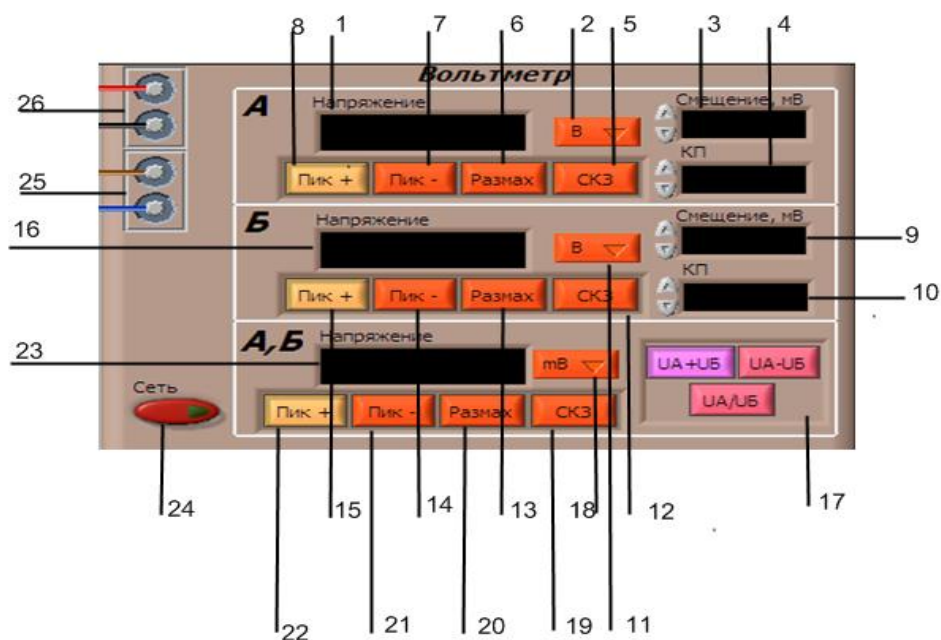 8 1 7 6 2 5 3 4
Вольтметр
26
А Напряжение Смещение, мВ
В
КП
25
Пик + Пик - Размах СКЗ
Б Напряжение Смещение, мВ
16 В 9
КП
Пик + Пик - Размах СКЗ 10
А,Б Напряжение
23 mВ UA+UБ UA-UБ
Сеть
Пик + Пик - Размах СКЗ UA/UБ
24 15 14 13 18 12 17
22 21 20 19 11